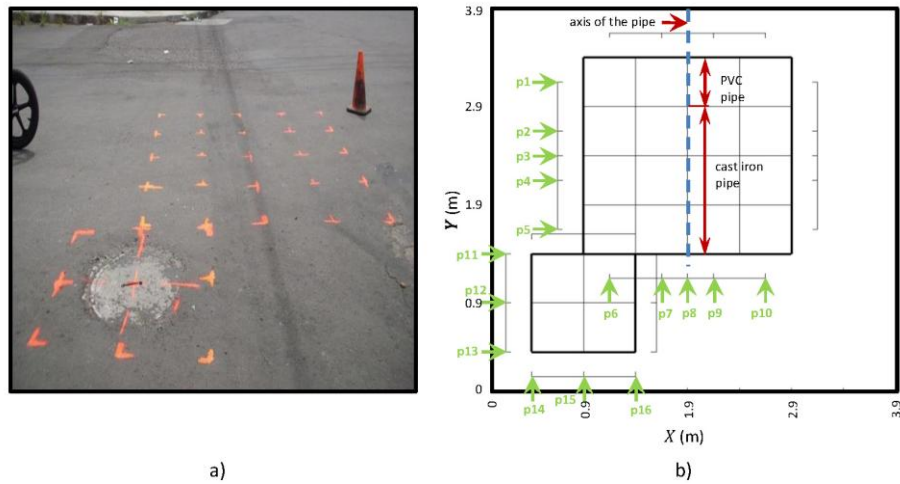 3.9
axis of the pipe
p1
PVC
pipe
2.9
p2
p3
cast iron
pipe
p4
1.9
p5
p11
Y (m)
p12
0.9
p6
p7
p8
p9
p10
p13
0
p14
p15
p16
0
0.9
1.9
2.9
3.9
X (m)
a)
b)